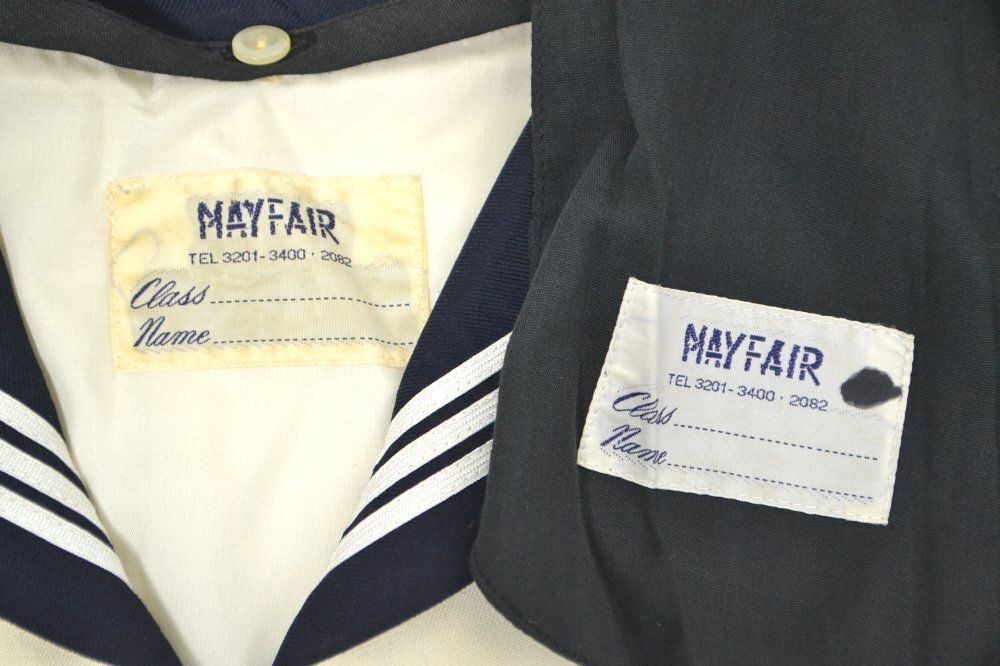 MAYFAIR
TEL 3201-3400・2082
Class
Name
MAYFAIR
TEL 3201-3400・2082
Class
Name